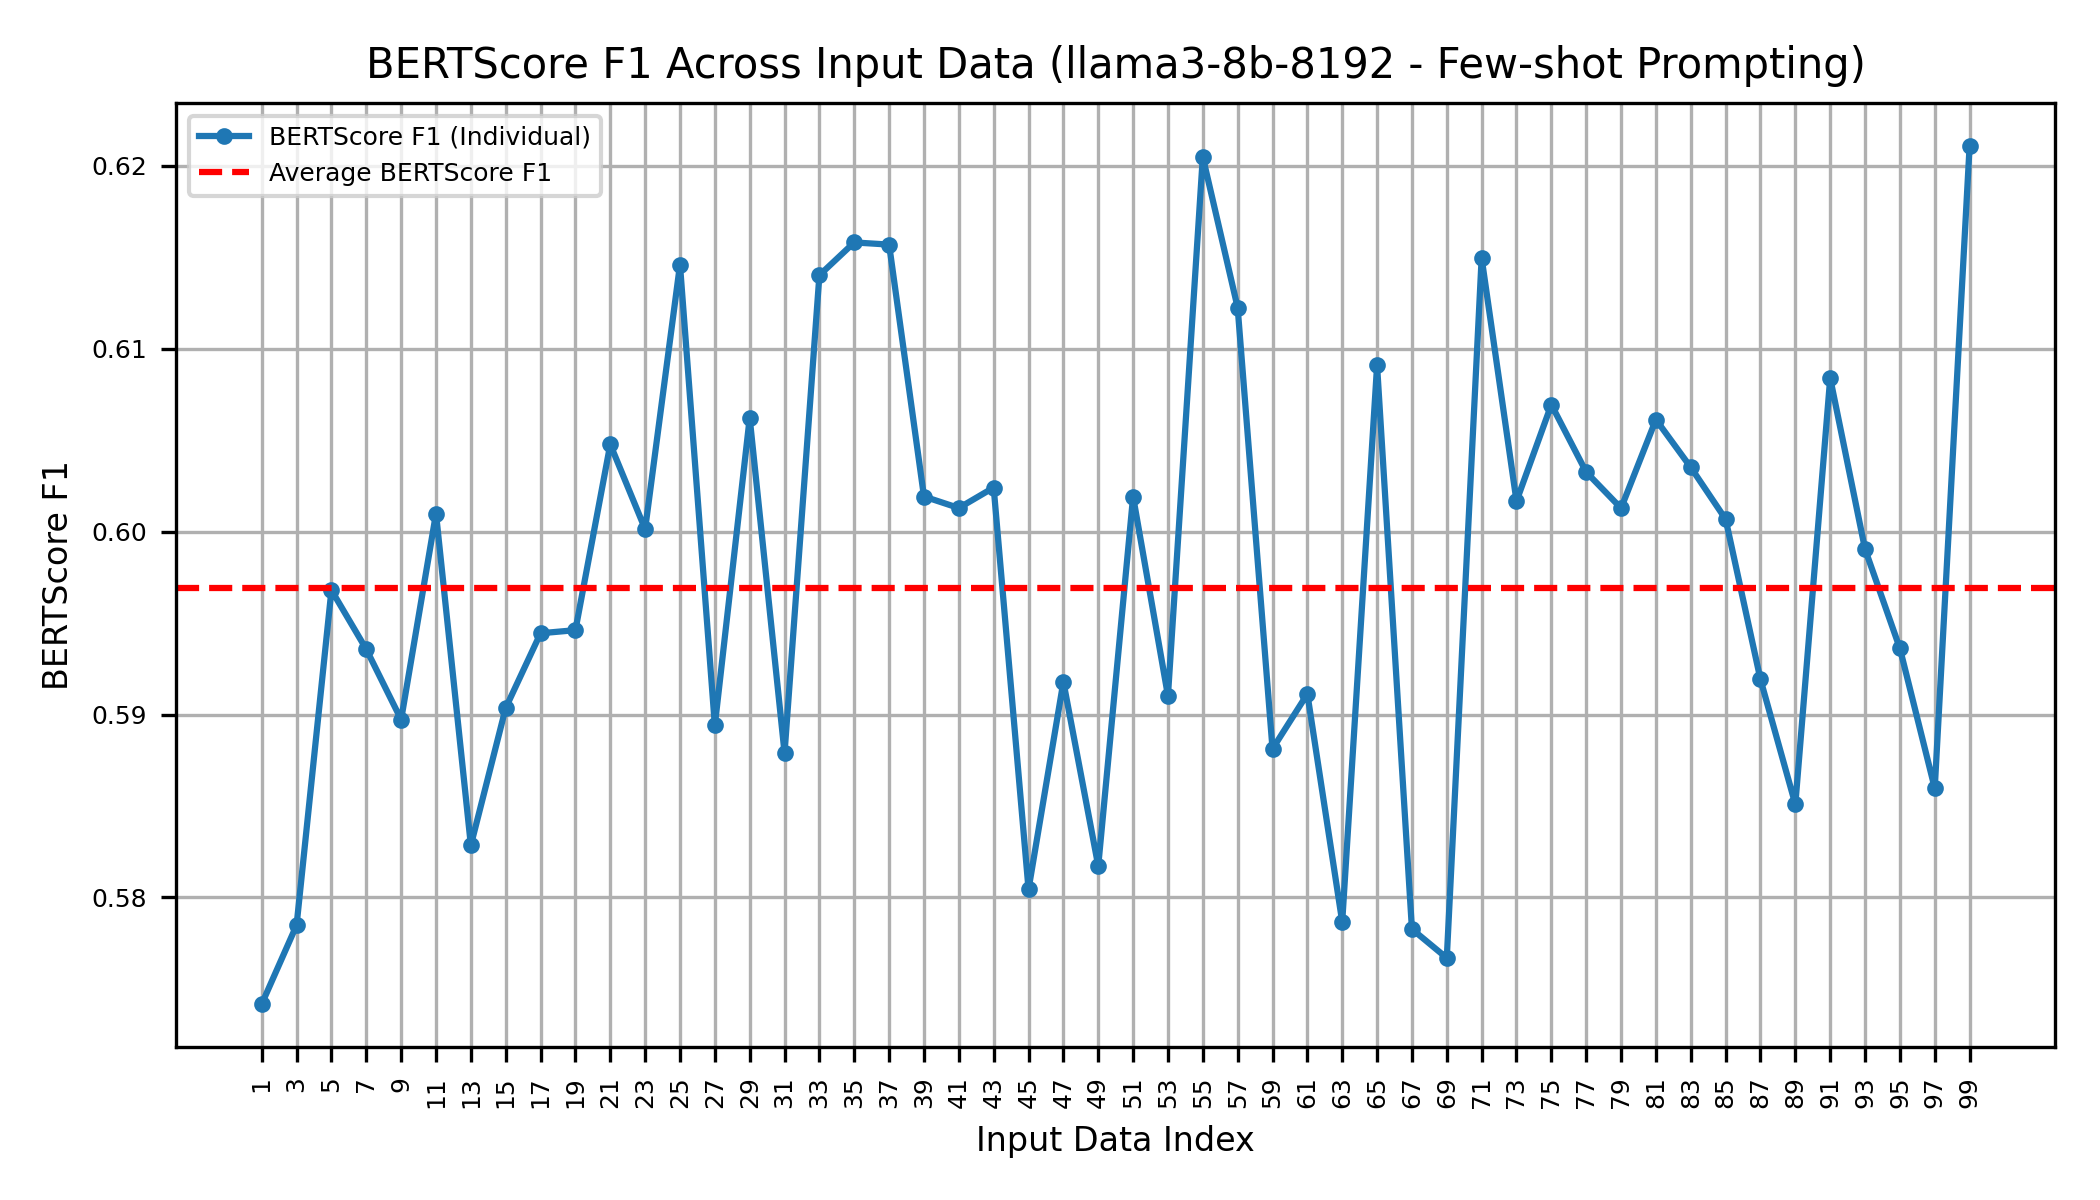 BERTScore F1 Across Input Data (llama3-8b-8192 - Few-shot Prompting)
BERTScore F1 (Individual)
Average BERTScore F1
0.62
0.61
0.60
0.59
0.58
BERTScore F1
1 3 5 7 9 11 13 15 17 19 21 23 25 27 29 31 33 35 37 39 41 43 45 47 49 51 53 55 57 59 61 63 65 67 69 71 73 75 77 79 81 83 85 87 89 91 93 95 97 99
Input Data Index